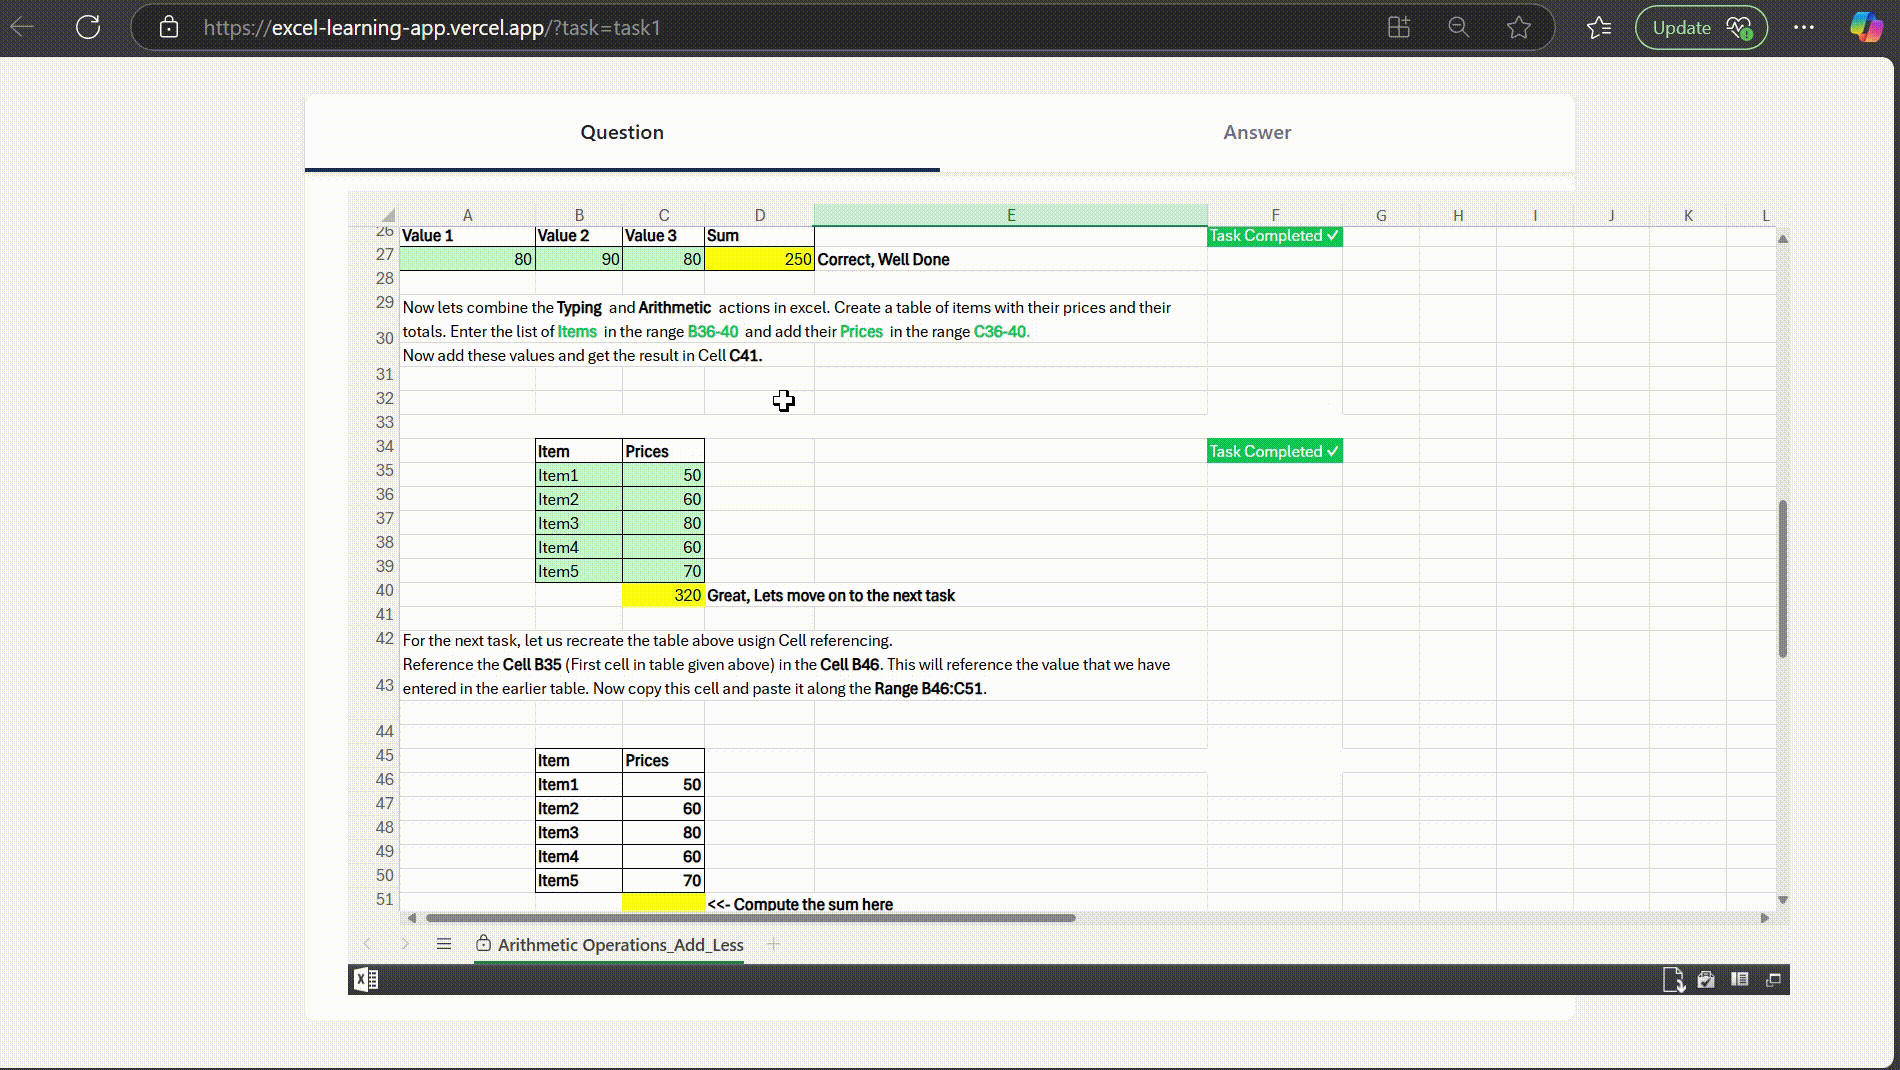 https://excel-learning-app.vercel.app/?task=task1
Update
Question
Answer
A B C D E F G H I J K L
26 Value 1 Value 2 Value 3 Sum Task Completed ✓
27 80 90 80 250 Correct, Well Done
28
29 Now lets combine the Typing and Arithmetic actions in excel. Create a table of items with their prices and their
30 totals. Enter the list of Items in the range B36-40 and add their Prices in the range C36-40.
Now add these values and get the result in Cell C41.
31
32
33
34 Item Prices Task Completed ✓
35 Item1 50
36 Item2 60
37 Item3 80
38 Item4 60
39 Item5 70
40 320 Great, Lets move on to the next task
41
42 For the next task, let us recreate the table above usign Cell referencing.
Reference the Cell B35 (First cell in table given above) in the Cell B46. This will reference the value that we have
43 entered in the earlier table. Now copy this cell and paste it along the Range B46:C51.
44
45 Item Prices
46 Item1 50
47 Item2 60
48 Item3 80
49 Item4 60
50 Item5 70
51 <<- Compute the sum here
Arithmetic Operations_Add_Less